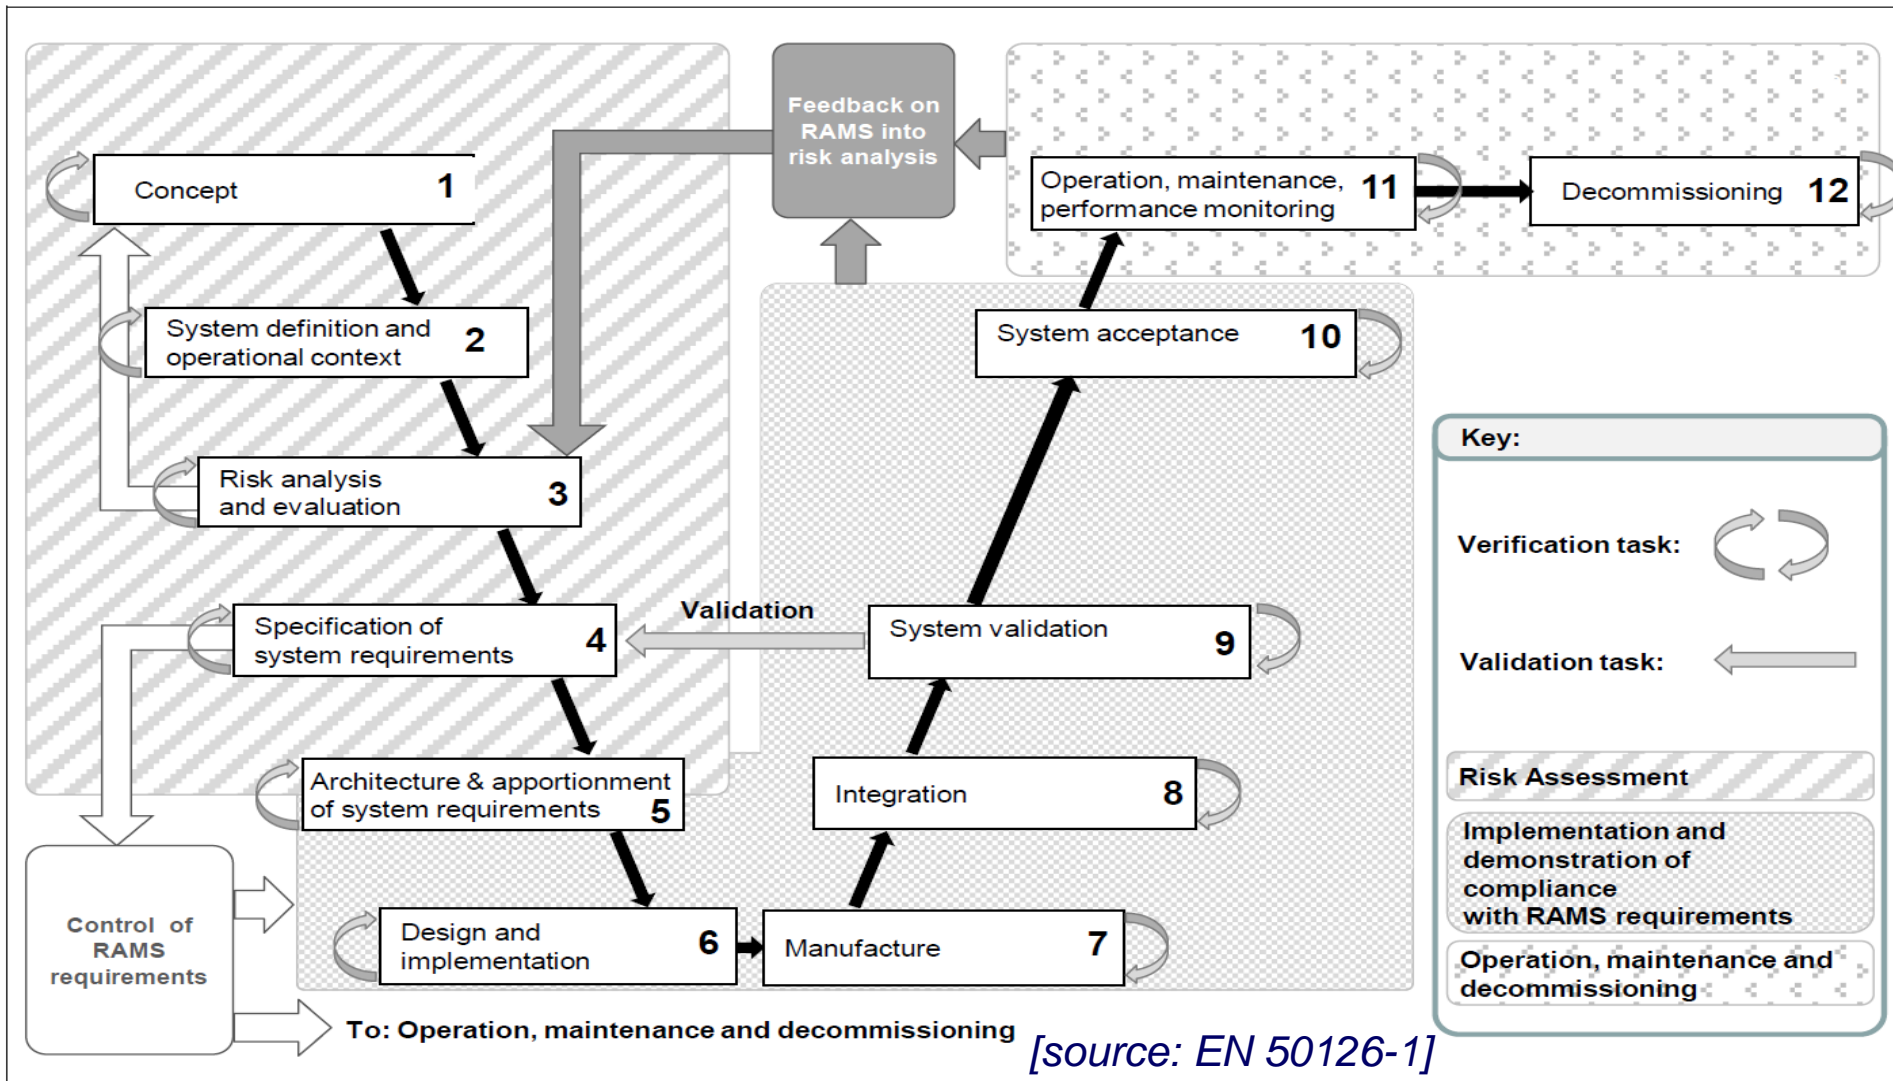 Concept 1
System definition and
operational context 2
Risk analysis
and evaluation 3
Specification of
system requirements 4
Architecture & apportionment
of system requirements 5
Design and
implementation 6
Manufacture 7
Integration 8
System validation 9
Validation
System acceptance 10
Operation, maintenance,
performance monitoring 11
Decommissioning 12
Feedback on
RAMS into
risk analysis
Control of
RAMS
requirements
To: Operation, maintenance and decommissioning
[source: EN 50126-1]
Key:
Verification task:
Validation task:
Risk Assessment
Implementation and
demonstration of
compliance
with RAMS requirements
Operation, maintenance and
decommissioning